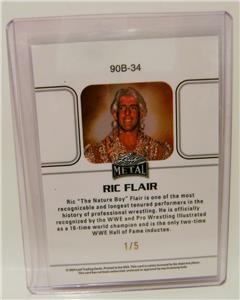 90B-34
Leaf
METAL
RIC FLAIR
Ric "The Nature Boy" Flair is one of the most
recognizable and longest tenured performers in the
history of professional wrestling. He is officially
recognized by the WWE and Pro Wrestling Illustrated
as a 16-time world champion and is the only two-time
WWE Hall of Fame inductee.
1/5